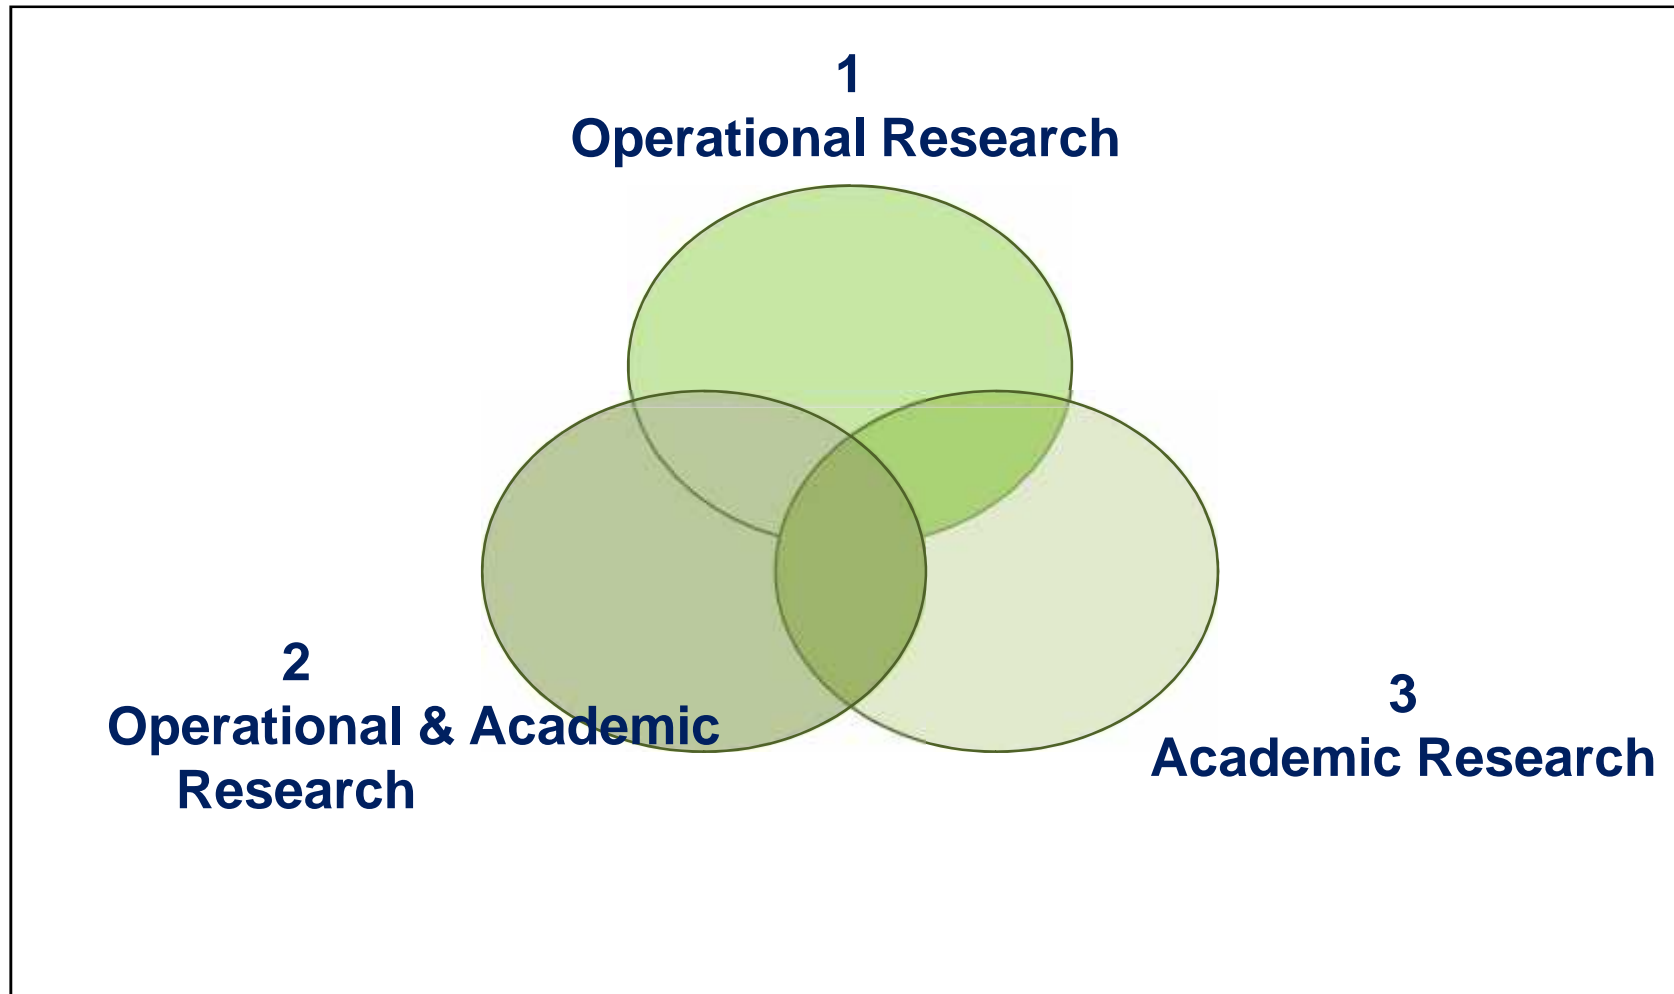 1
Operational Research
2
Operational & Academic
Research
3
Academic Research